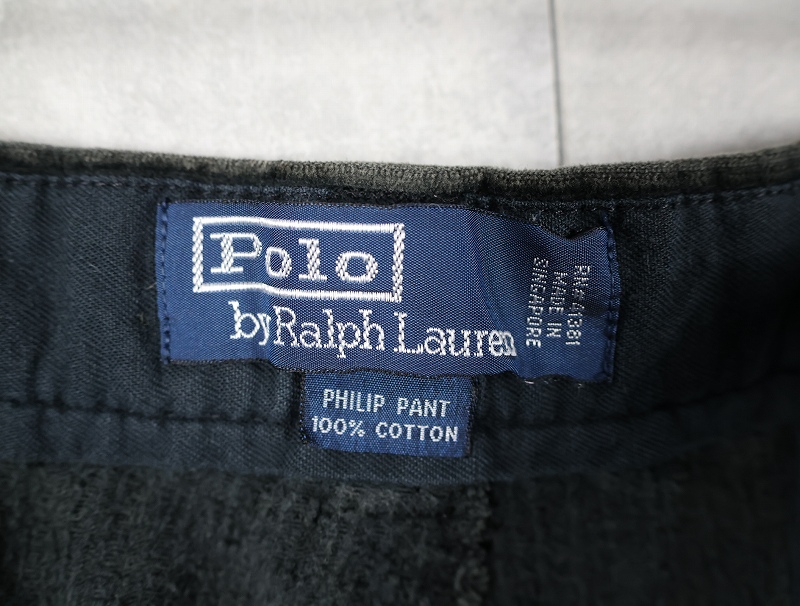 Polo
by Ralph Lauren
RN#41381
MADE IN
SINGAPORE
PHILIP PANT
100% COTTON